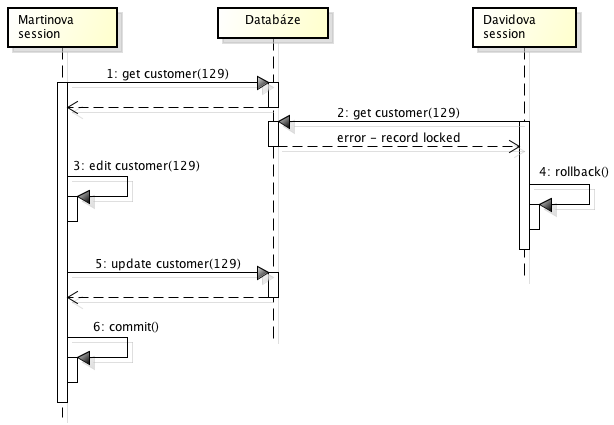 Martinova
session
Databáze
Davidova
session
1: get customer(129)
2: get customer(129)
error - record locked
3: edit customer(129)
4: rollback()
5: update customer(129)
6: commit()